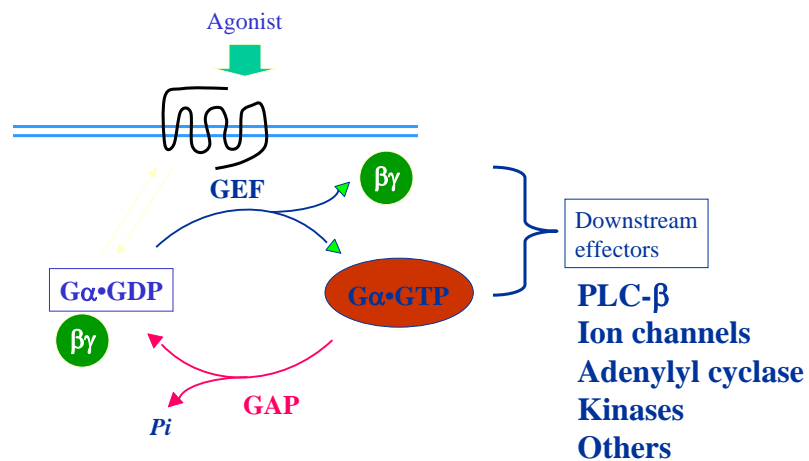 Agonist
GEF
βγ
Gα•GDP
βγ
Gα•GTP
GAP
Pi
Downstream
effectors
PLC-β
Ion channels
Adenylyl cyclase
Kinases
Others